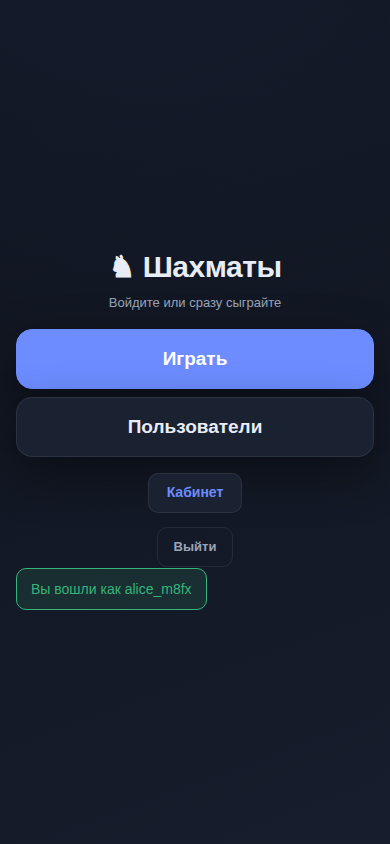 ♞ Шахматы
Войдите или сразу сыграйте
Играть
Пользователи
Кабинет
Выйти
Вы вошли как alice_m8fx